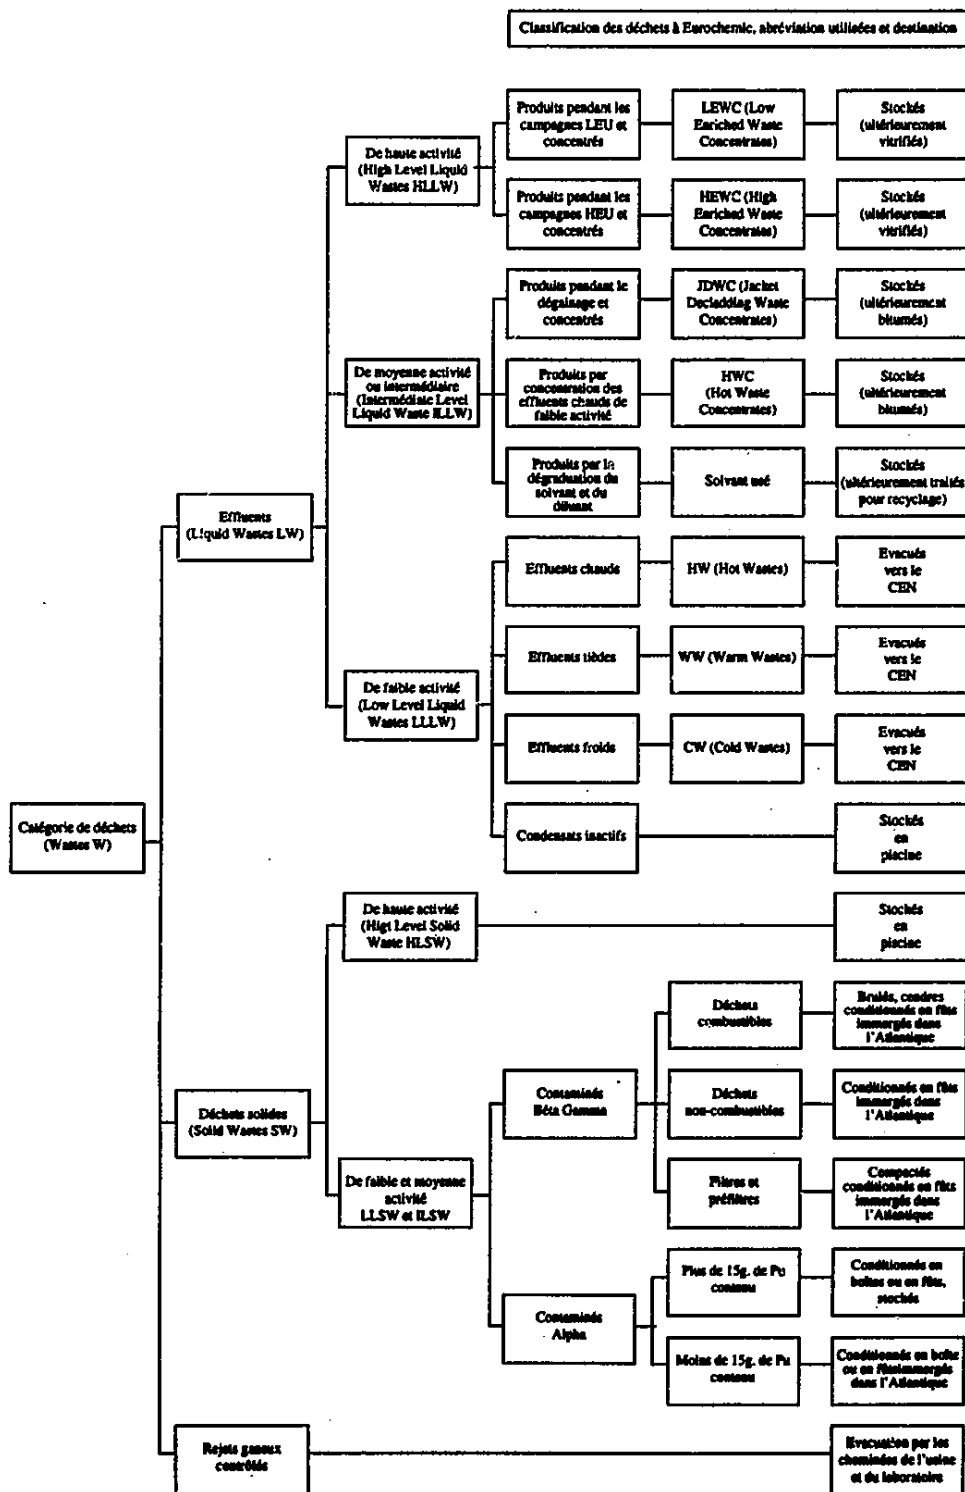 Classification des déchets à Eurochemic, abréviation utilisées et destination
Produits pendant les
campagnes LEU et
concentrés
LEWC (Low
Enriched Waste
Concentrates)
Stockés
(ultérieurement
vitrifiés)
De haute activité
(High Level Liquid
Wastes HLLW)
Produits pendant les
campagnes HEU et
concentrés
HEWC (High
Enriched Waste
Concentrates)
Stockés
(ultérieurement
vitrifiés)
Produits pendant le
dégainage et
concentrés
JDWC (Jacket
Decladding Waste
Concentrates)
Stockés
(ultérieurement
bitumés)
De moyenne activité
ou intermédiaire
(Intermédiate Level
Liquid Waste ILLW)
Produits par
concentration des
effluents chauds de
faible activité
HWC
(Hot Waste
Concentrates)
Stockés
(ultérieurement
bitumés)
Produits par la
dégradation du
solvant et du
diluant
Solvant usé
Stockés
(ultérieurement traités
pour recyclage)
Effluents
(Liquid Wastes LW)
Effluents chauds
HW (Hot Wastes)
Evacués
vers le
CEN
Effluents tièdes
WW (Warm Wastes)
Evacués
vers le
CEN
De faible activité
(Low Level Liquid
Wastes LLLW)
Effluents froids
CW (Cold Wastes)
Evacués
vers le
CEN
Catégorie de déchets
(Wastes W)
Condensats inactifs
Stockés
en
piscine
De haute activité
(Higt Level Solid
Waste HLSW)
Stockés
en
piscine
Déchets
combustibles
Brulés, cendres
conditionnés en fûts
immergés dans
l'Atlantique
Déchets solides
(Solid Wastes SW)
Contaminés
Béta Gamma
Déchets
non-combustibles
Conditionnés en fûts
immergés dans
l'Atlantique
De faible et moyenne
activité
LLSW et ILSW
Filtres et
préfiltres
Compactés
conditionnés en fûts
immergés dans
l'Atlantique
Plus de 15g. de Pu
contenu
Conditionnés en
boîtes ou en fûts,
stockés
Contaminés
Alpha
Moins de 15g. de Pu
contenu
Conditionnés en boîte
ou en fûtsimmergés
dans l'Atlantique
Rejets gazeux
contrôlés
Evacuation par les
cheminées de l'usine
et du laboratoire